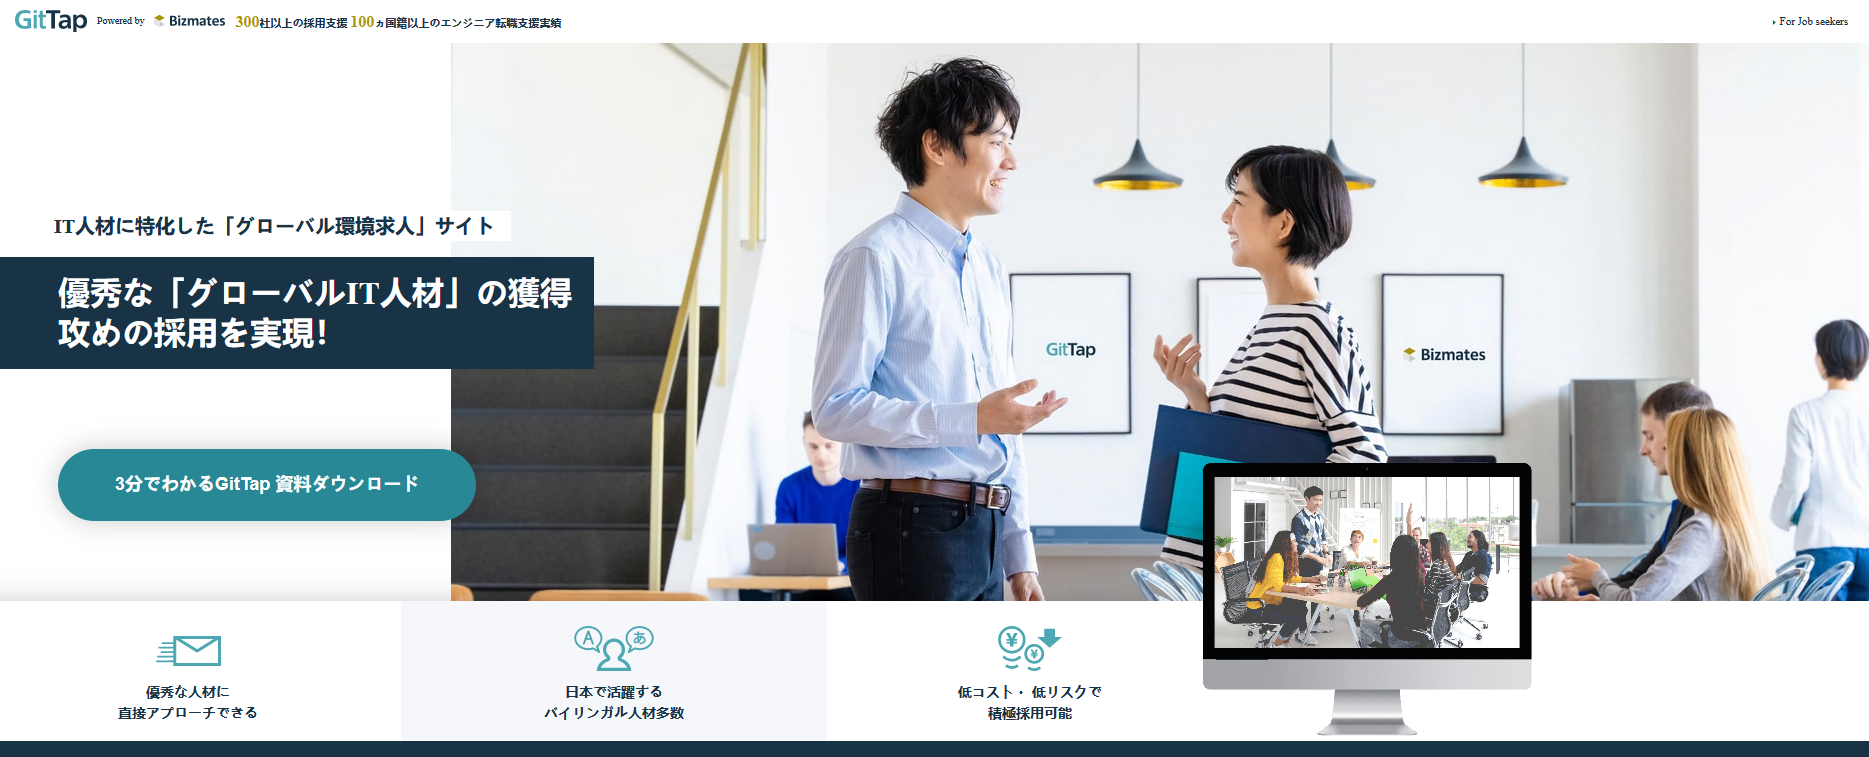 GitTap Powered by Bizmates 300社以上の採用支援 100ヵ国籍以上のエンジニア転職支援実績
For Job seekers
IT人材に特化した「グローバル環境求人」サイト
優秀な「グローバルIT人材」の獲得
攻めの採用を実現!
GitTap
Bizmates
3分でわかるGitTap 資料ダウンロード
A
あ
¥
¥
優秀な人材に
直接アプローチできる
日本で活躍する
バイリンガル人材多数
低コスト・ 低リスクで
積極採用可能